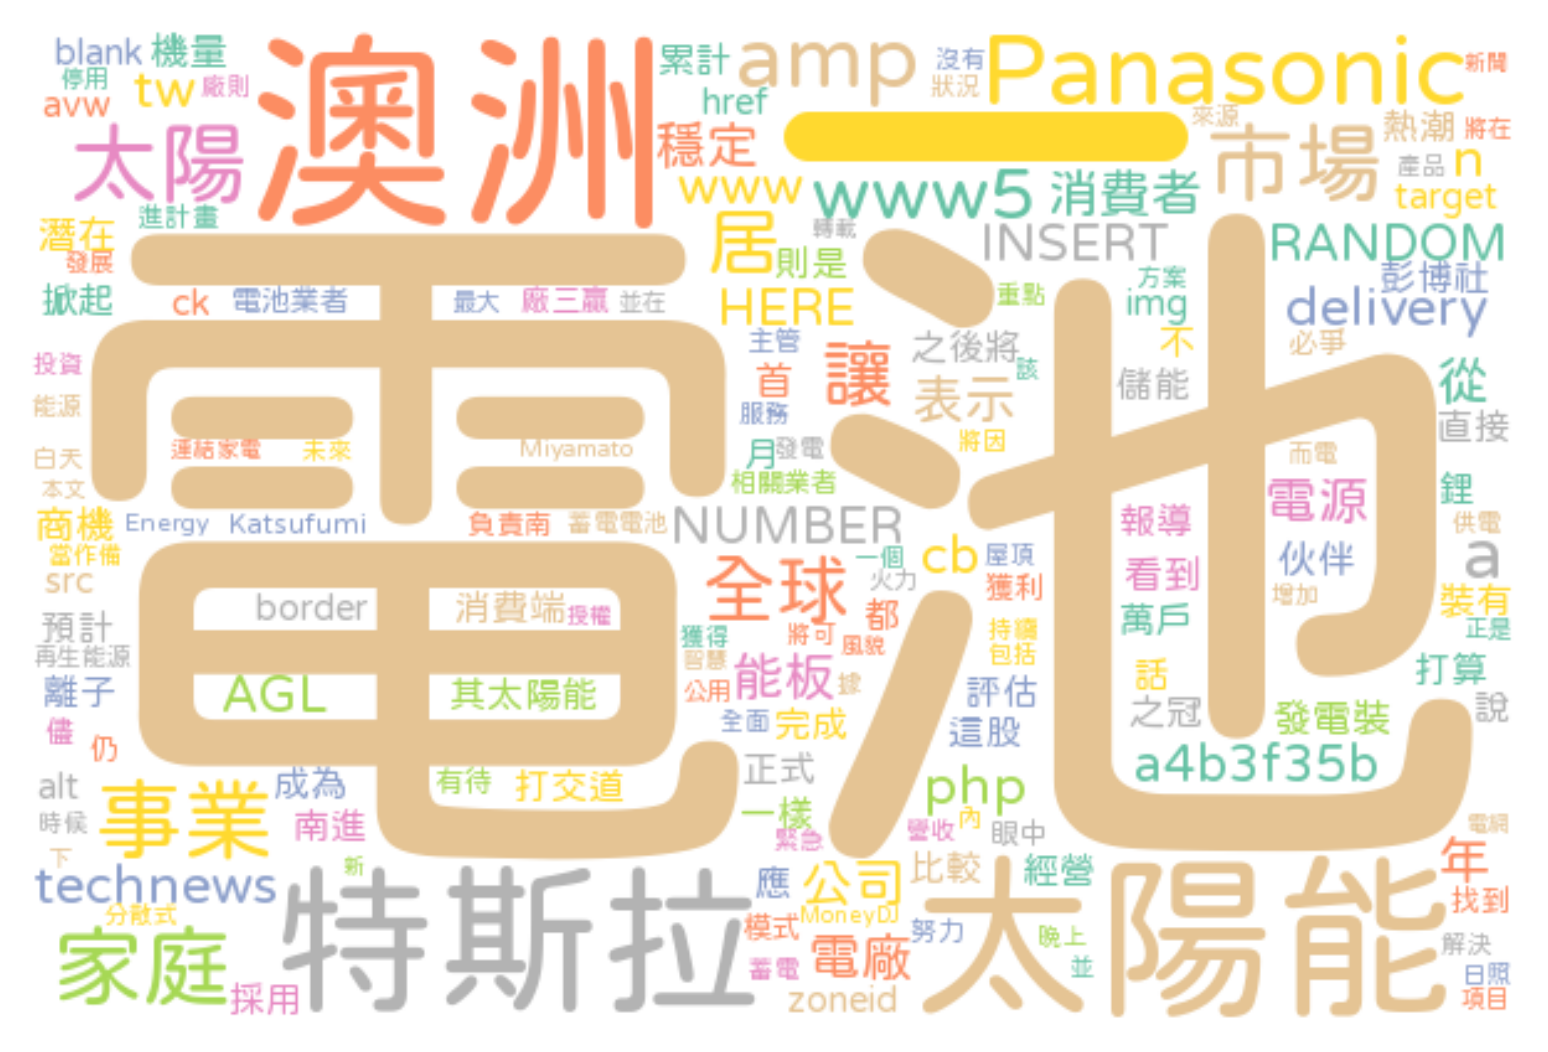 blank 機量 澳洲 累計 amp 沒有 Panasonic 新聞
停用 tw 廠則 href 狀況
avw 太陽 穩定 一 來源 市場 熱潮 將在
www www5 消費者 產品 n
進計畫 target
潛在 居 轉載 INSERT RANDOM
發展 則是 方案 彭博社
掀起 ck 電池業者 最大 廠三贏 並在 HERE 重點 img delivery
電池
投資 主管 之後將 不 必爭
能源 首 讓 表示 該 儲能 從
服務 直接
白天 連結家電 未來 Miyamato 月 發電 將因 而電
本文 相關業者 電源 鋰
商機 Energy Katsufumi 負責南 蓄電電池 NUMBER 報導 供電
當作備 一個 cb 屋頂 伙伴 a
src 全球 火力 獲利 看到 增加 裝有
預計 border 消費端 授權 都 萬戶 正是
再生能源 獲得 將可 風貌 持續
智慧 包括
離子 AGL 其太陽能 公用 能板 據 評估 話 打算
儘 仍 全面 完成 這股 之冠 發電裝 說
alt 成為 有待 打交道 正式 php a4b3f35b
時候 事業 南進 一樣 內 眼中 電網
下 緊急 營收
technews 新 特斯拉 應 公司 比較 經營 太陽能 年
分散式 MoneyDJ 找到
家庭 模式 電廠 努力 晚上 解決
採用 蓄電 zoneid 並 日照
項目